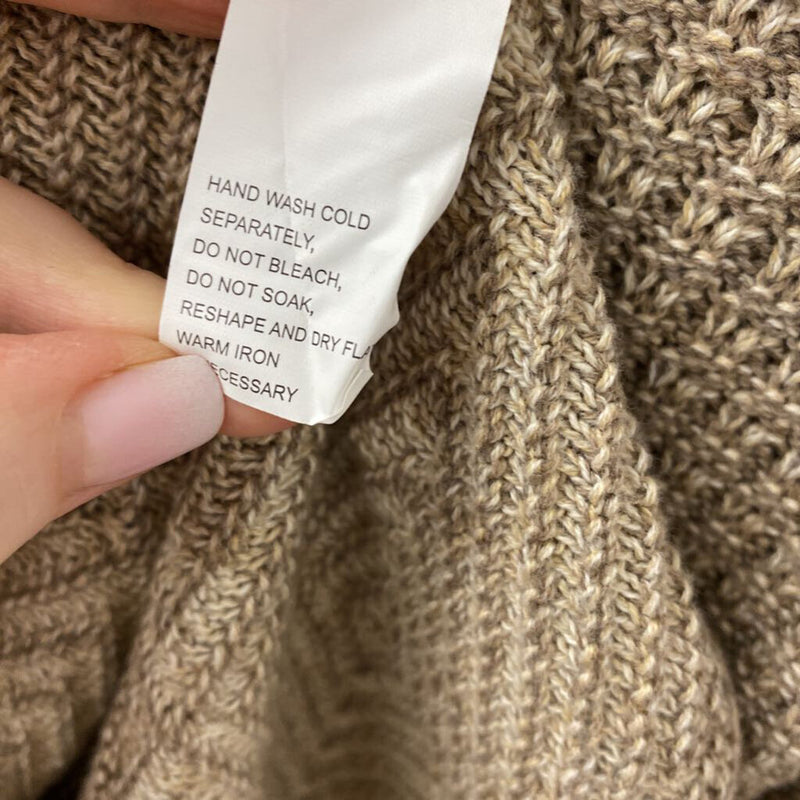 HAND WASH COLD
SEPARATELY,
DO NOT BLEACH,
DO NOT SOAK,
RESHAPE AND DRY FLA
WARM IRON
ECESSARY